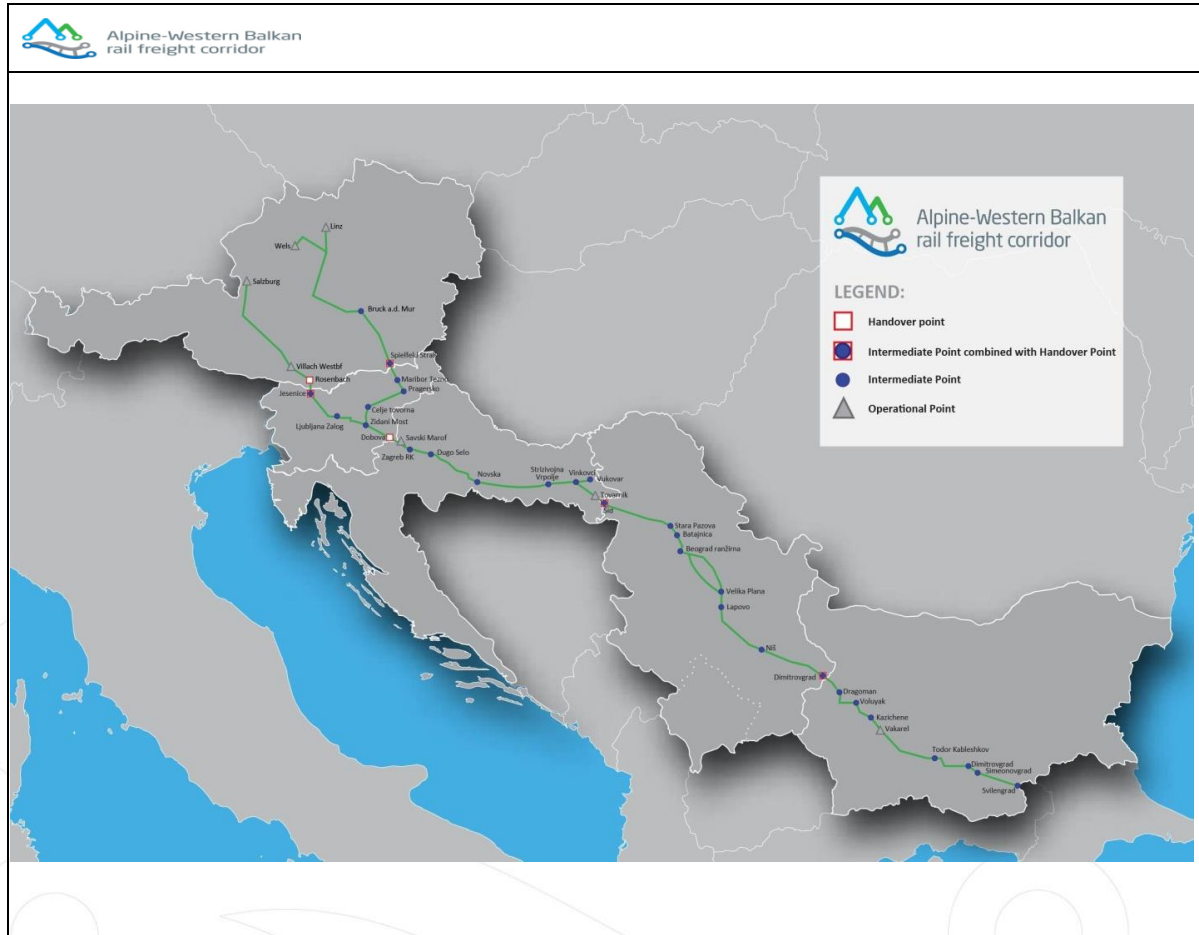 Alpine-Western Balkan
rail freight corridor
Alpine-Western Balkan
rail freight corridor
LEGEND:
Handover point
Intermediate Point combined with Handover Point
Intermediate Point
Operational Point
Linz
Wels
Salzburg
Bruck a.d. Mur
Spielfeld Straß
Villach Westbf
Rosenbach
Maribor Tezno
Pragersko
Jesenice
Celje tovorna
Ljubljana Zalog
Zidani Most
Dobova
Savski Marof
Zagreb RK
Dugo Selo
Novska
Strizivojna
Vrpolje
Vinkovci
Vukovar
Tovarnik
Šid
Stara Pazova
Batajnica
Beograd ranžirna
Velika Plana
Lapovo
Niš
Dimitrovgrad
Dragoman
Voluyak
Kazichene
Vakarel
Todor Kableshkov
Dimitrovgrad
Simeonovgrad
Svilengrad